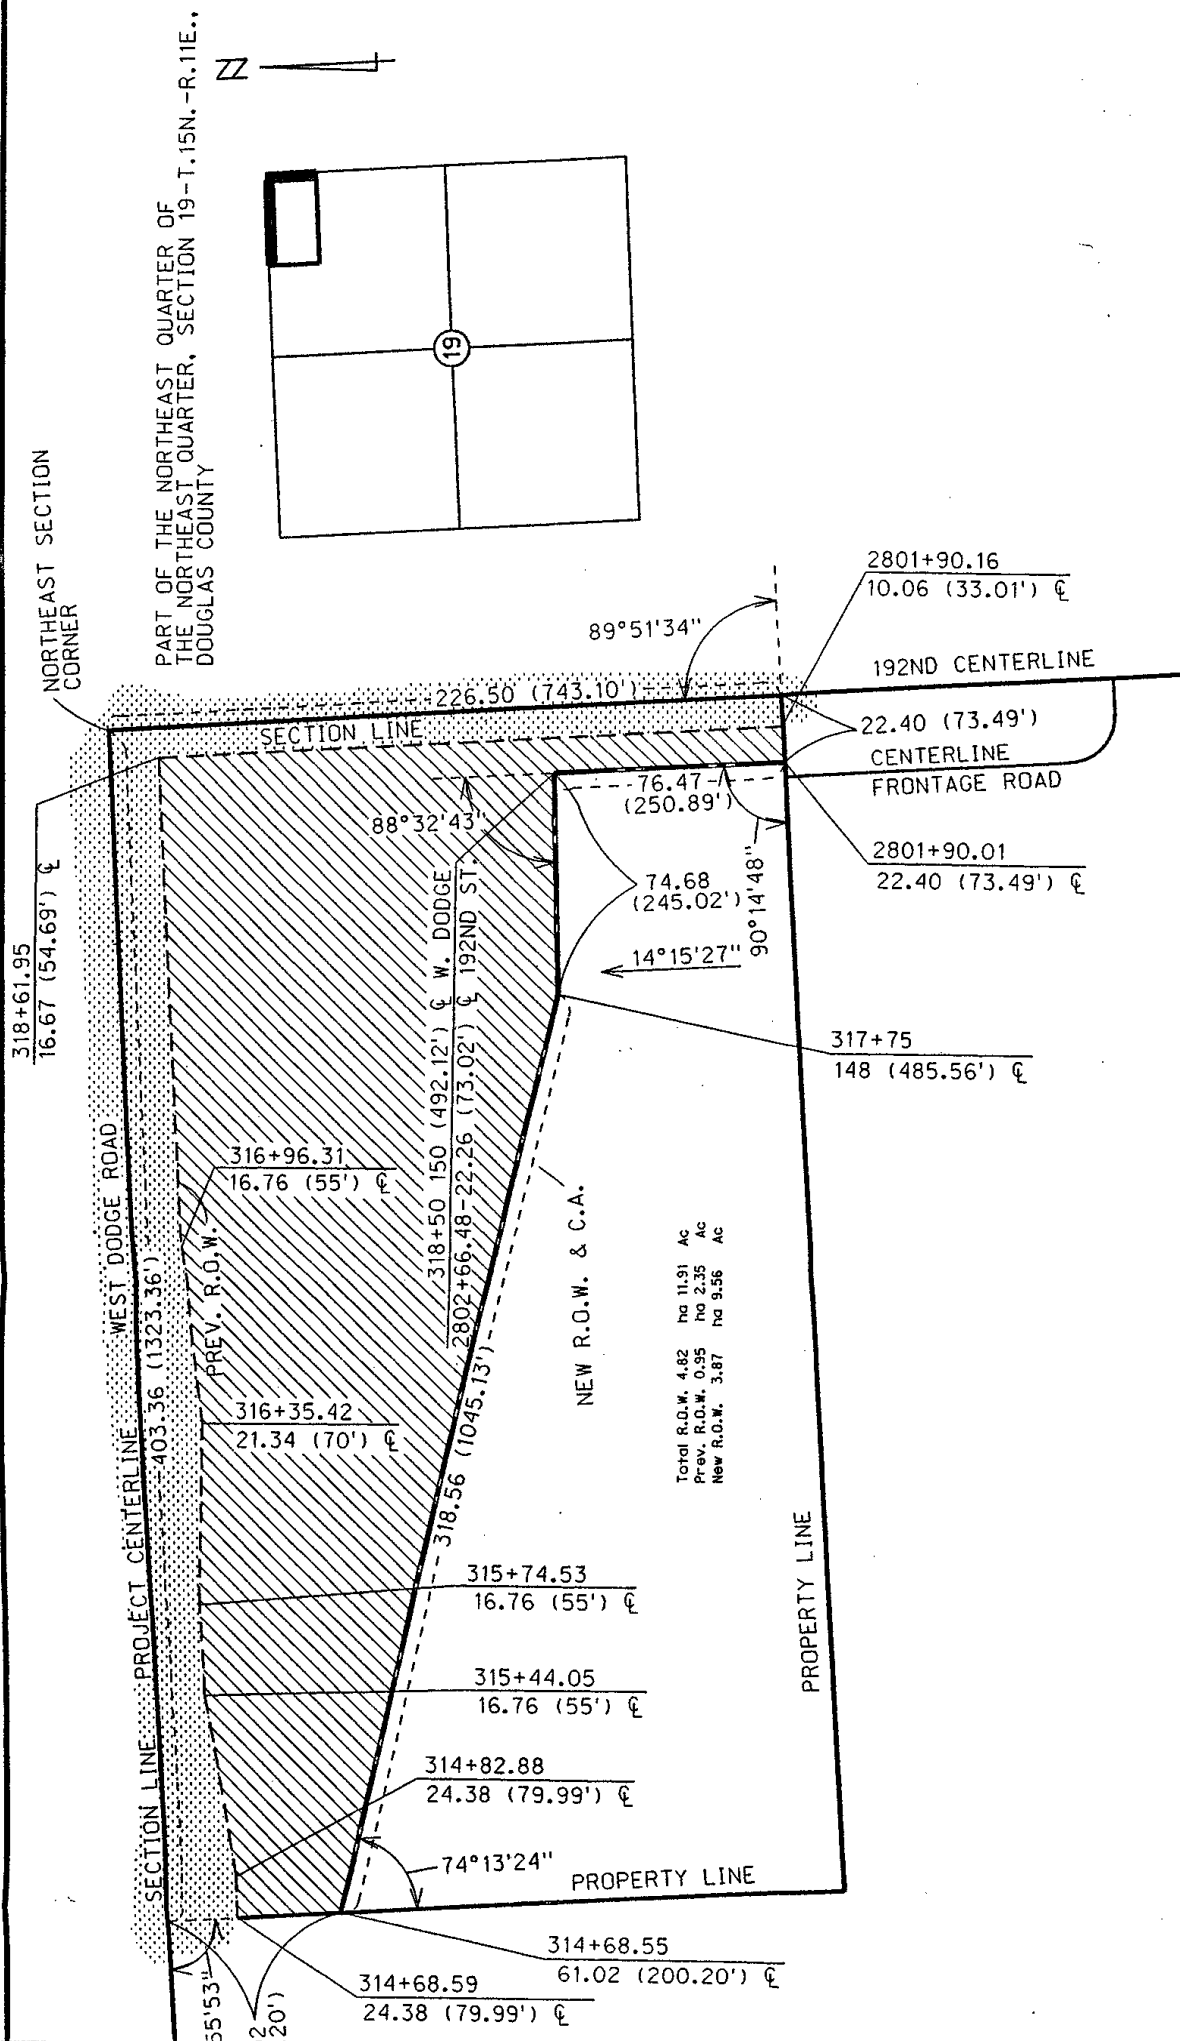 PART OF THE NORTHEAST QUARTER OF
THE NORTHEAST QUARTER, SECTION 19-T.15N.-R.11E.,
DOUGLAS COUNTY
19
NORTHEAST SECTION
CORNER
318+61.95
16.67 (54.69') ℄
226.50 (743.10')
SECTION LINE
89°51'34"
2801+90.16
10.06 (33.01') ℄
192ND CENTERLINE
22.40 (73.49')
CENTERLINE
FRONTAGE ROAD
76.47
(250.89')
88°32'43"
90°14'48"
2801+90.01
22.40 (73.49') ℄
74.68
(245.02')
14°15'27"
317+75
148 (485.56') ℄
318+50 150 (492.12') ℄ W. DODGE
2802+66.48-22.26 (73.02') ℄ 192ND ST.
WEST DODGE ROAD
SECTION LINE PROJECT CENTERLINE
403.36 (1323.36')
PREV. R.O.W.
316+96.31
16.76 (55') ℄
316+35.42
21.34 (70') ℄
318.56 (1045.13')
NEW R.O.W. & C.A.
Total R.O.W. 4.82 ha 11.91 Ac
Prev. R.O.W. 0.95 ha 2.35 Ac
New R.O.W. 3.87 ha 9.56 Ac
315+74.53
16.76 (55') ℄
315+44.05
16.76 (55') ℄
314+82.88
24.38 (79.99') ℄
74°13'24"
PROPERTY LINE
PROPERTY LINE
314+68.55
61.02 (200.20') ℄
314+68.59
24.38 (79.99') ℄
55'53"
2
20')